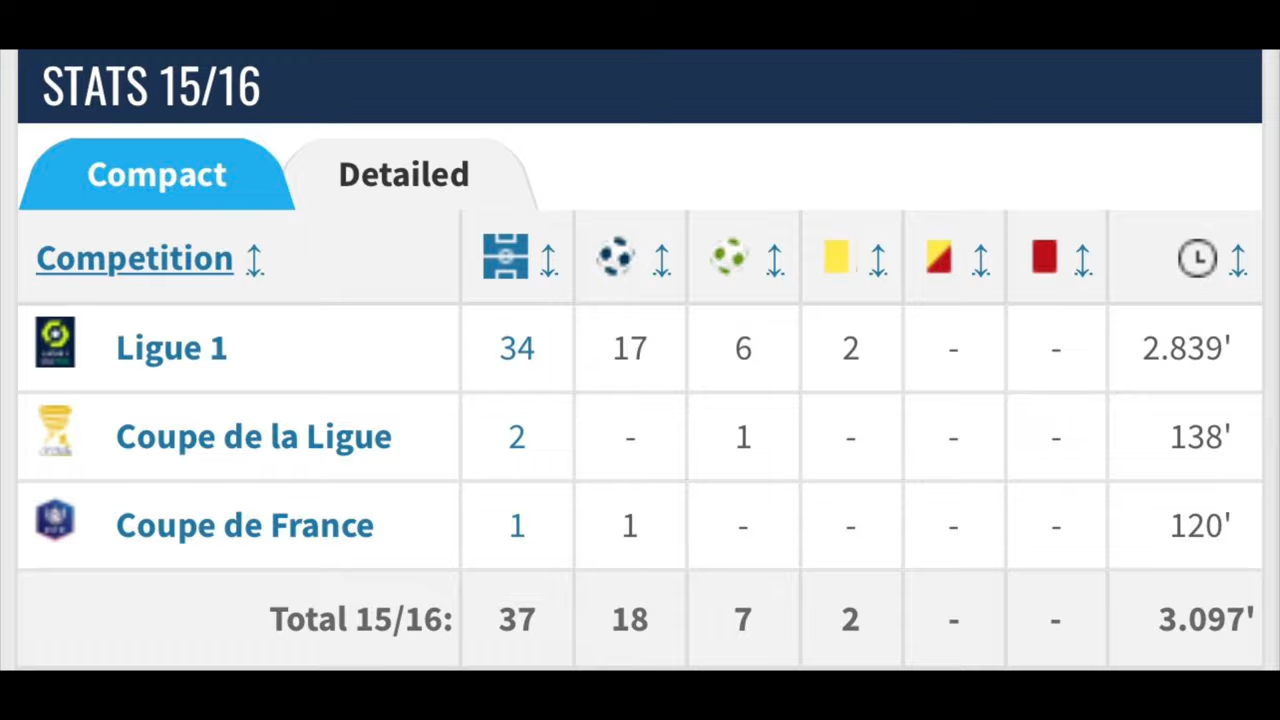 STATS 15/16
Compact Detailed
Competition
Ligue 1 34 17 6 2 - - 2.839'
Coupe de la Ligue 2 - 1 - - - 138'
Coupe de France 1 1 - - - - 120'
Total 15/16: 37 18 7 2 - - 3.097'